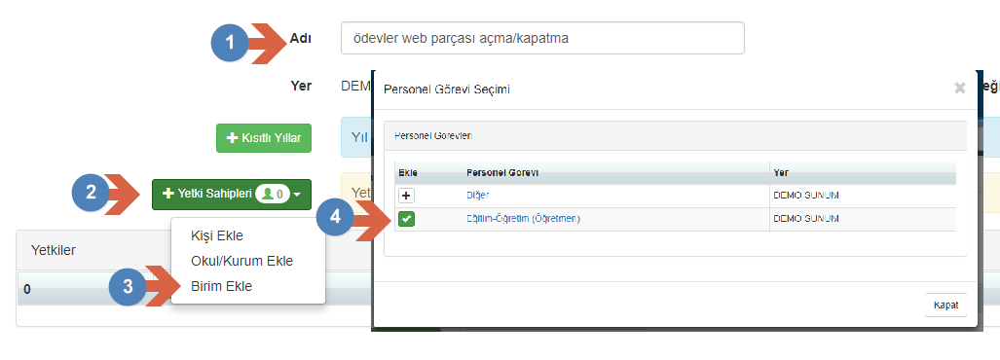 1
Adı
ödevler web parçası açma/kapatma
Yer
DEM
eği
Kısıtlı Yıllar
Yıl
2
Yetki Sahipleri 0
Yet
Kişi Ekle
Okul/Kurum Ekle
3
Birim Ekle
Yetkiler
0
Personel Görevi Seçimi
Personel Görevleri
Ekle Personel Görevi Yer
Diğer DEMO SUNUM
4
Eğitim-Öğretim (Öğretmen) DEMO SUNUM
Kapat